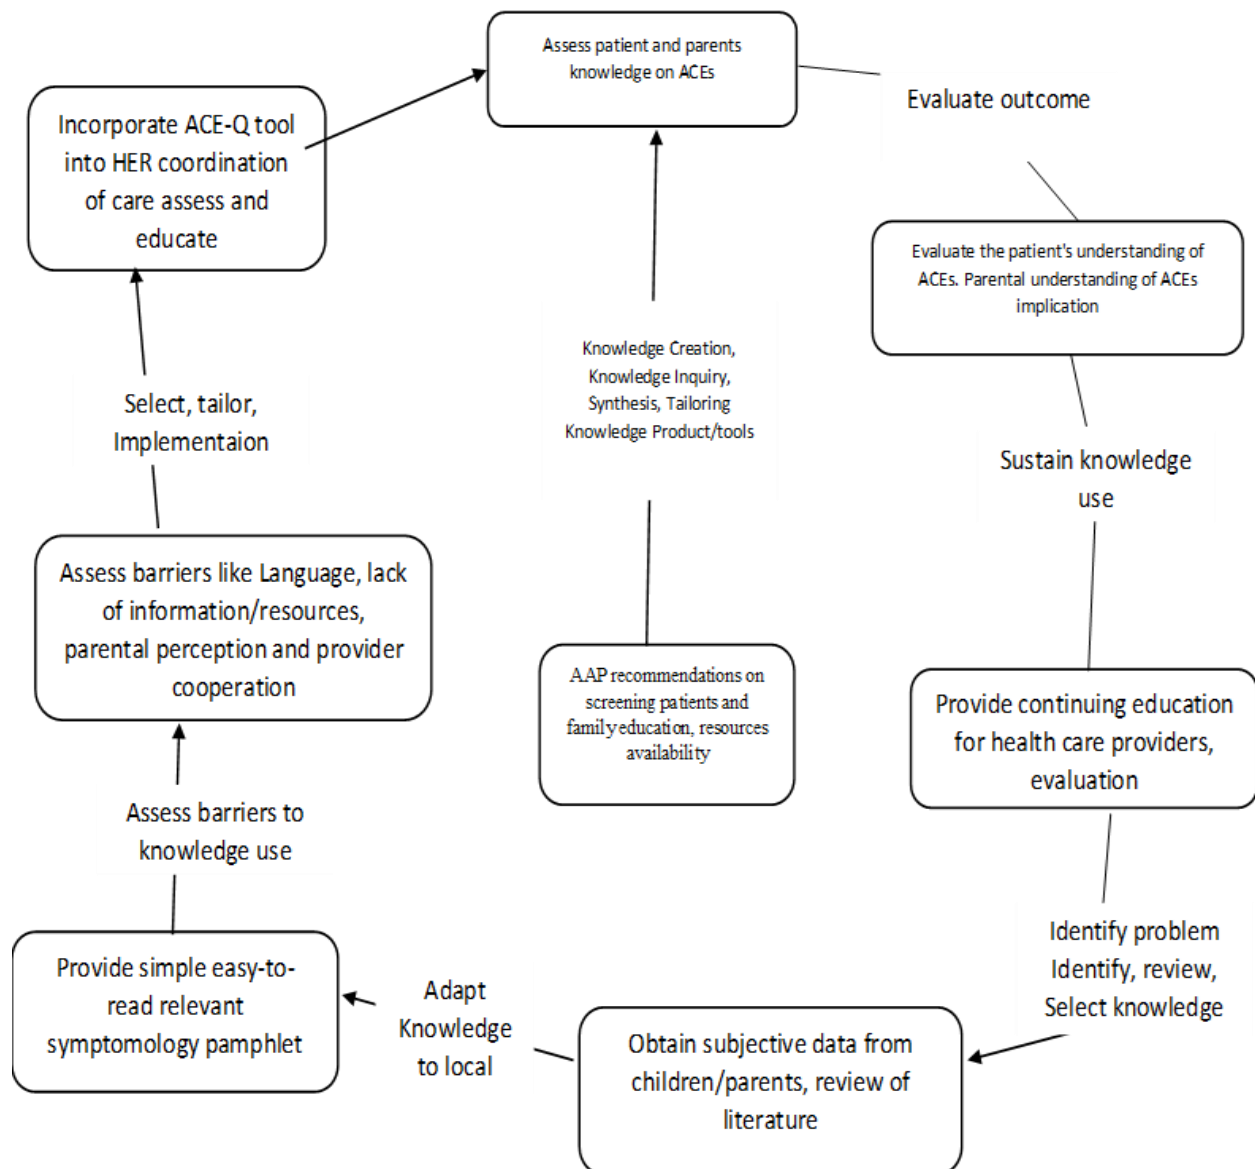 Assess patient and parents
knowledge on ACEs
Evaluate outcome
Incorporate ACE-Q tool
into HER coordination
of care assess and
educate
Evaluate the patient's understanding of
ACEs. Parental understanding of ACEs
implication
Knowledge Creation,
Knowledge Inquiry,
Synthesis, Tailoring
Knowledge Product/tools
Select, tailor,
Implementaion
Sustain knowledge
use
Assess barriers like Language, lack
of information/resources,
parental perception and provider
cooperation
AAP recommendations on
screening patients and
family education, resources
availability
Provide continuing education
for health care providers,
evaluation
Assess barriers to
knowledge use
Identify problem
Identify, review,
Select knowledge
Provide simple easy-to-
read relevant
symptomology pamphlet
Adapt
Knowledge
to local
Obtain subjective data from
children/parents, review of
literature